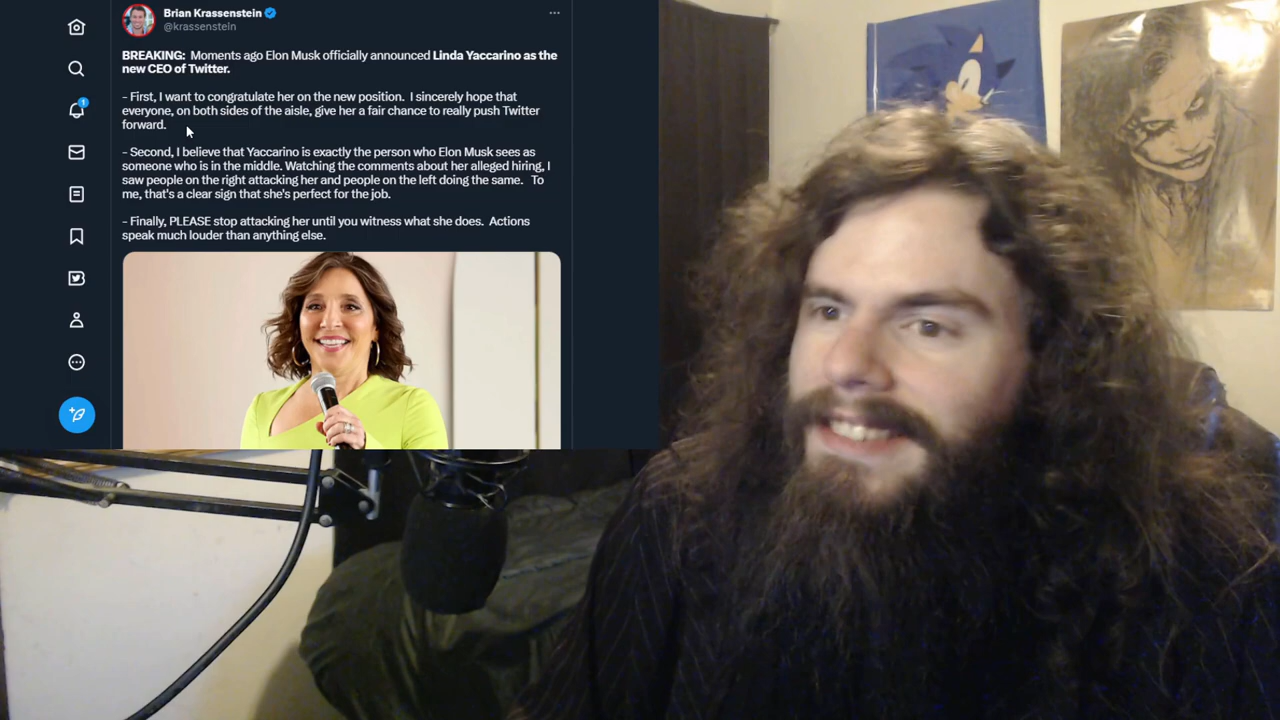 Brian Krassenstein
@krassenstein
BREAKING: Moments ago Elon Musk officially announced Linda Yaccarino as the
new CEO of Twitter.
- First, I want to congratulate her on the new position. I sincerely hope that
everyone, on both sides of the aisle, give her a fair chance to really push Twitter
forward.
- Second, I believe that Yaccarino is exactly the person who Elon Musk sees as
someone who is in the middle. Watching the comments about her alleged hiring, I
saw people on the right attacking her and people on the left doing the same. To
me, that's a clear sign that she's perfect for the job.
- Finally, PLEASE stop attacking her until you witness what she does. Actions
speak much louder than anything else.
1